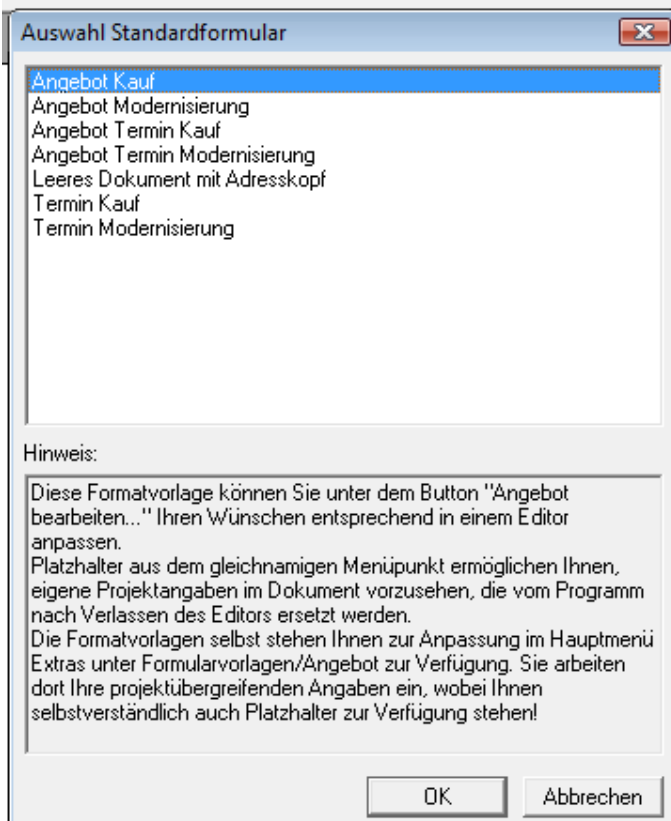 Auswahl Standardformular
Angebot Kauf
Angebot Modernisierung
Angebot Termin Kauf
Angebot Termin Modernisierung
Leeres Dokument mit Adresskopf
Termin Kauf
Termin Modernisierung
Hinweis:
Diese Formatvorlage können Sie unter dem Button "Angebot
bearbeiten..." Ihren Wünschen entsprechend in einem Editor
anpassen.
Platzhalter aus dem gleichnamigen Menüpunkt ermöglichen Ihnen,
eigene Projektangaben im Dokument vorzusehen, die vom Programm
nach Verlassen des Editors ersetzt werden.
Die Formatvorlagen selbst stehen Ihnen zur Anpassung im Hauptmenü
Extras unter Formularvorlagen/Angebot zur Verfügung. Sie arbeiten
dort Ihre projektübergreifenden Angaben ein, wobei Ihnen
selbstverständlich auch Platzhalter zur Verfügung stehen!
OK Abbrechen